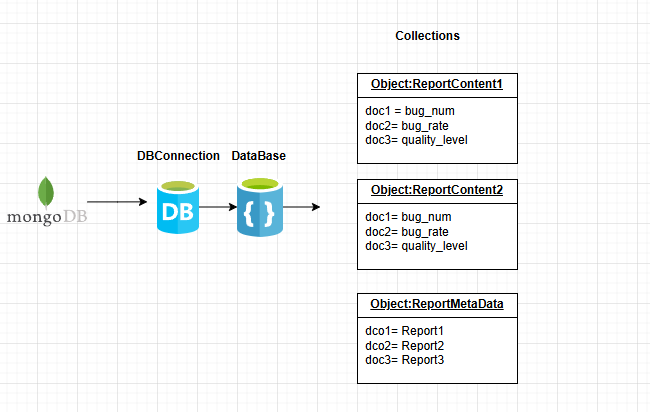 Collections
Object:ReportContent1
doc1 = bug_num
doc2= bug_rate
doc3= quality_level
DBConnection
DataBase
mongoDB
DB
{ }
Object:ReportContent2
doc1= bug_num
doc2= bug_rate
doc3= quality_level
Object:ReportMetaData
dco1= Report1
dco2= Report2
doc3= Report3